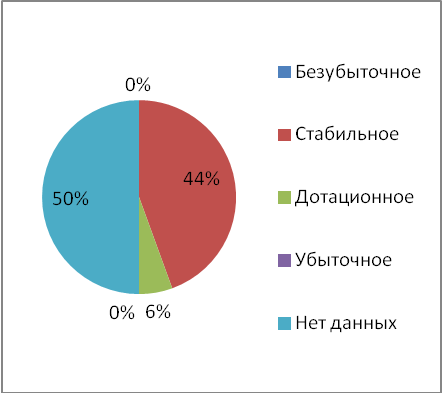 0%
44%
50%
0%
6%
Безубыточное
Стабильное
Дотационное
Убыточное
Нет данных